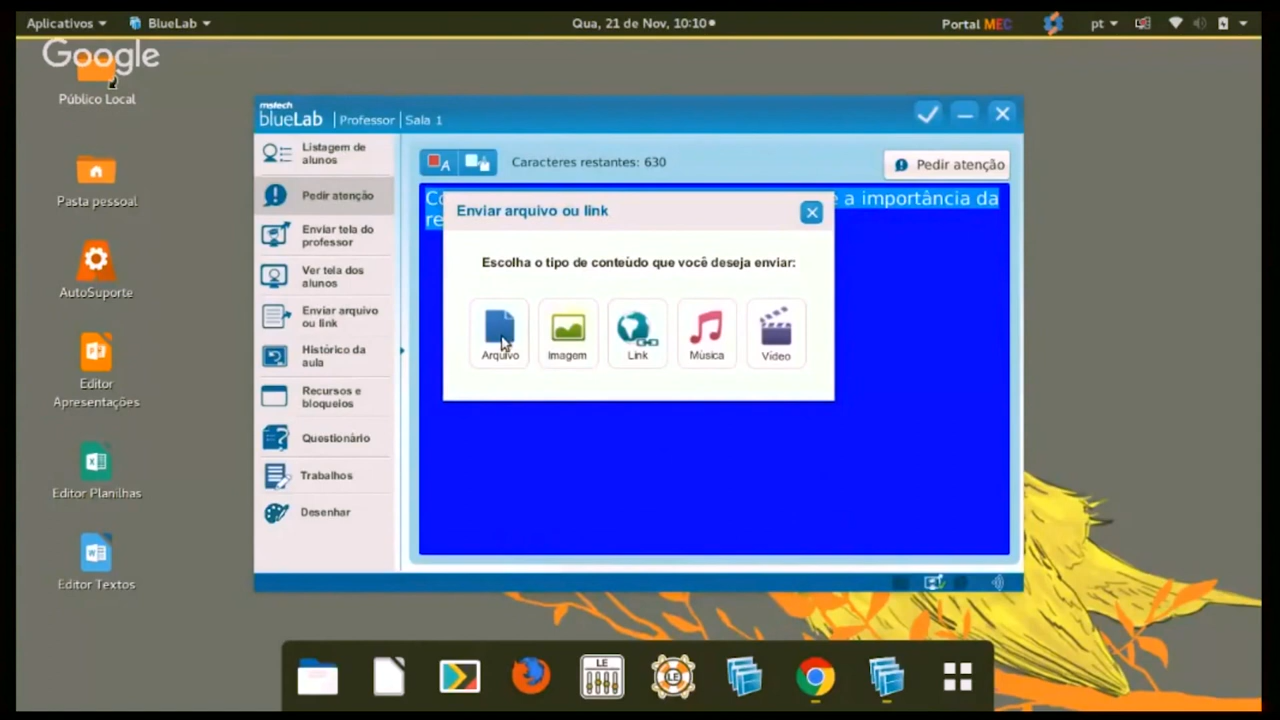 Aplicativos
BlueLab
Qua, 21 de Nov, 10:10
Portal MEC
pt
Google
Público Local
Pasta pessoal
AutoSuporte
Editor
Apresentações
Editor Planilhas
Editor Textos
mstech
blueLab | Professor | Sala 1
Listagem de
alunos
Pedir atenção
Enviar tela do
professor
Ver tela dos
alunos
Enviar arquivo
ou link
Histórico da
aula
Recursos e
bloqueios
Questionário
Trabalhos
Desenhar
A
Caracteres restantes: 630
Pedir atenção
a importância da
Enviar arquivo ou link
Escolha o tipo de conteúdo que você deseja enviar:
Arquivo
Imagem
Link
Música
Vídeo
LE
LE